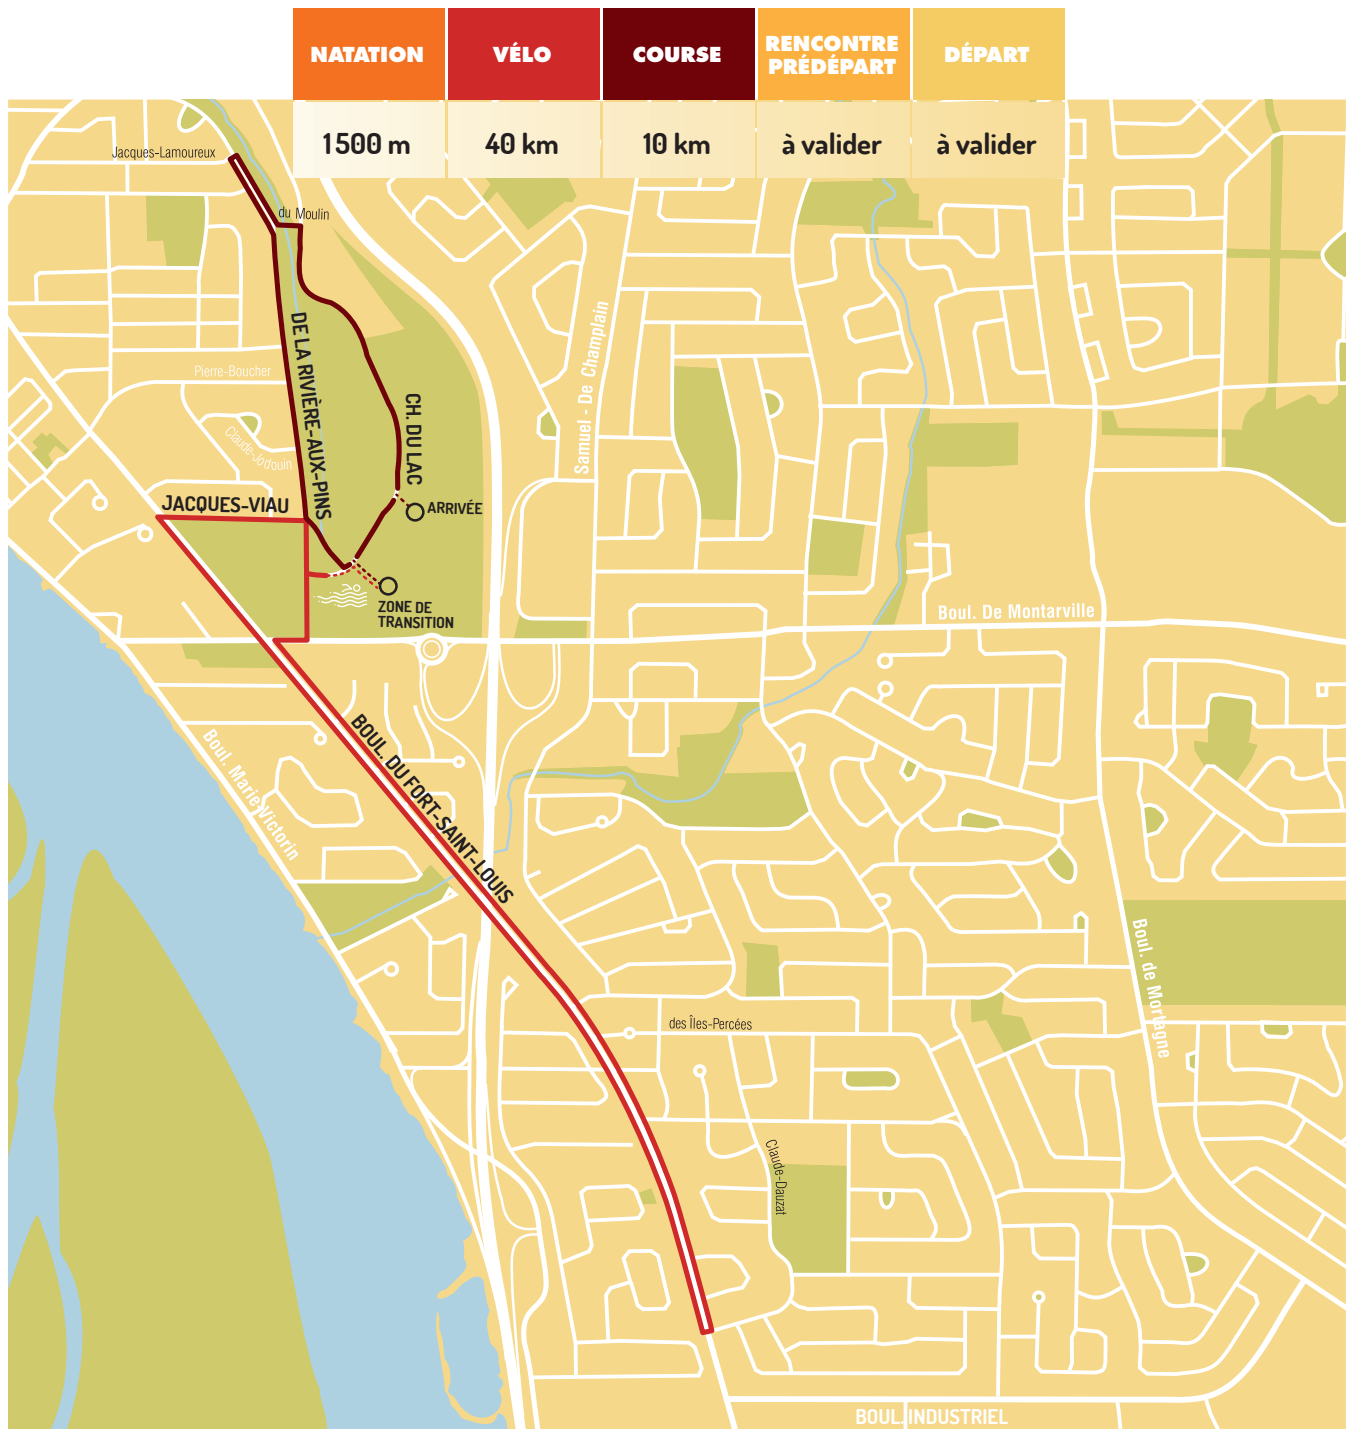 NATATION
VÉLO
COURSE
RENCONTRE
PRÉDÉPART
DÉPART
1 500 m
40 km
10 km
à valider
à valider
Jacques-Lamoureux
du Moulin
DE LA RIVIÈRE-AUX-PINS
Samuel - De Champlain
Pierre-Boucher
CH. DU LAC
Claude-Jodouin
JACQUES-VIAU
ARRIVÉE
ZONE DE
TRANSITION
Boul. De Montarville
BOUL. DU FORT-SAINT-LOUIS
Boul. Marie-Victorin
Boul. de Mortagne
des Îles-Percées
Claude-Dauzat
BOUL. INDUSTRIEL